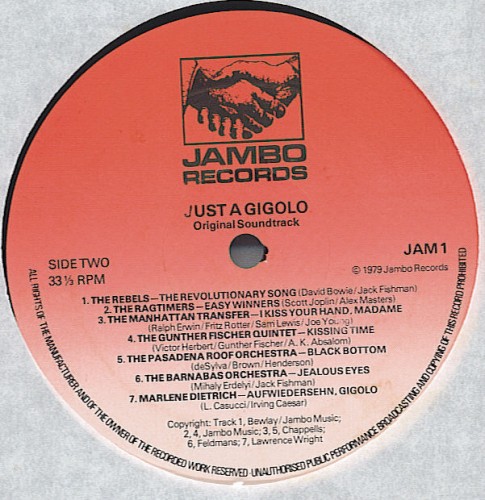 JAMBO
RECORDS
JUST A GIGOLO
Original Soundtrack
SIDE TWO
33⅓ RPM
JAM 1
℗ 1979 Jambo Records
1. THE REBELS—THE REVOLUTIONARY SONG (David Bowie/Jack Fishman)
2. THE RAGTIMERS—EASY WINNERS (Scott Joplin/Alex Masters)
3. THE MANHATTAN TRANSFER—I KISS YOUR HAND, MADAME
(Ralph Erwin/Fritz Rotter/Sam Lewis/Joe Young)
4. THE GUNTHER FISCHER QUINTET—KISSING TIME
(Victor Herbert/Gunther Fischer/A. K. Absalom)
5. THE PASADENA ROOF ORCHESTRA—BLACK BOTTOM
(deSylva/Brown/Henderson)
6. THE BARNABAS ORCHESTRA—JEALOUS EYES
(Mihaly Erdelyi/Jack Fishman)
7. MARLENE DIETRICH—AUFWIEDERSEHN, GIGOLO
(L. Casucci/Irving Caesar)
Copyright: Track 1, Bewlay/Jambo Music;
2, 4, Jambo Music; 3, 5, Chappells;
6, Feldmans; 7, Lawrence Wright
ALL RIGHTS OF THE MANUFACTURER AND OF THE OWNER OF THE RECORDED WORK RESERVED·UNAUTHORISED PUBLIC PERFORMANCE BROADCASTING AND COPYING OF THIS RECORD PROHIBITED